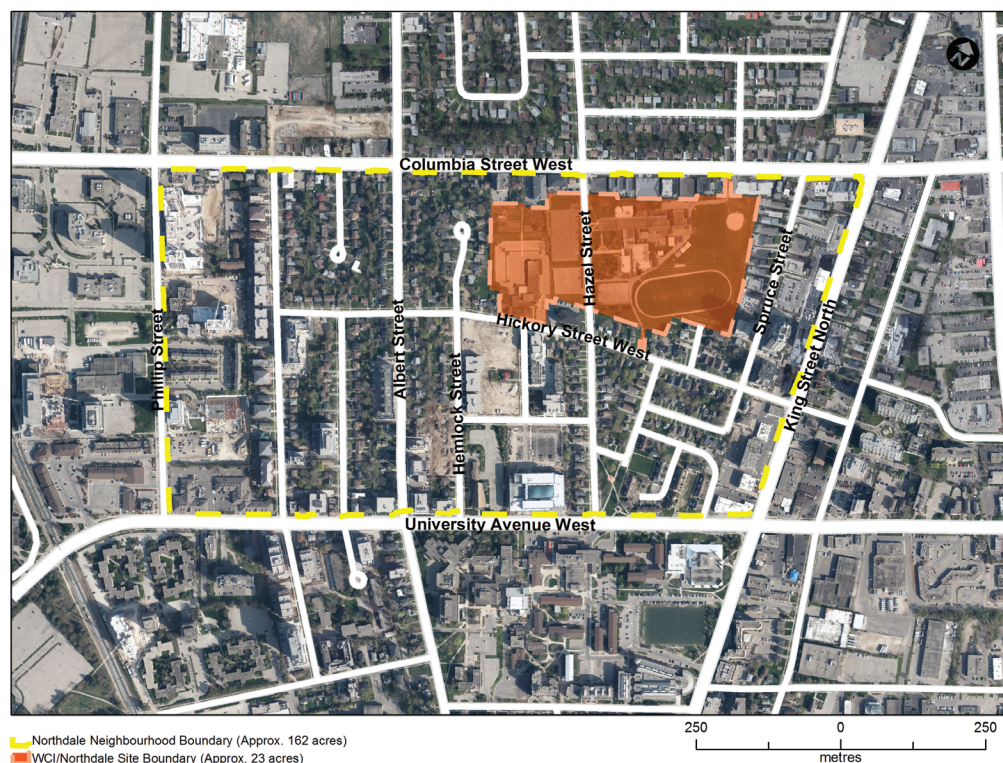 N
Columbia Street West
Hazel Street
Spruce Street
Hickory Street West
Phillip Street
Albert Street
Hemlock Street
King Street North
University Avenue West
Northdale Neighbourhood Boundary (Approx. 162 acres)
WCI/Northdale Site Boundary (Approx. 23 acres)
250 0 250
metres